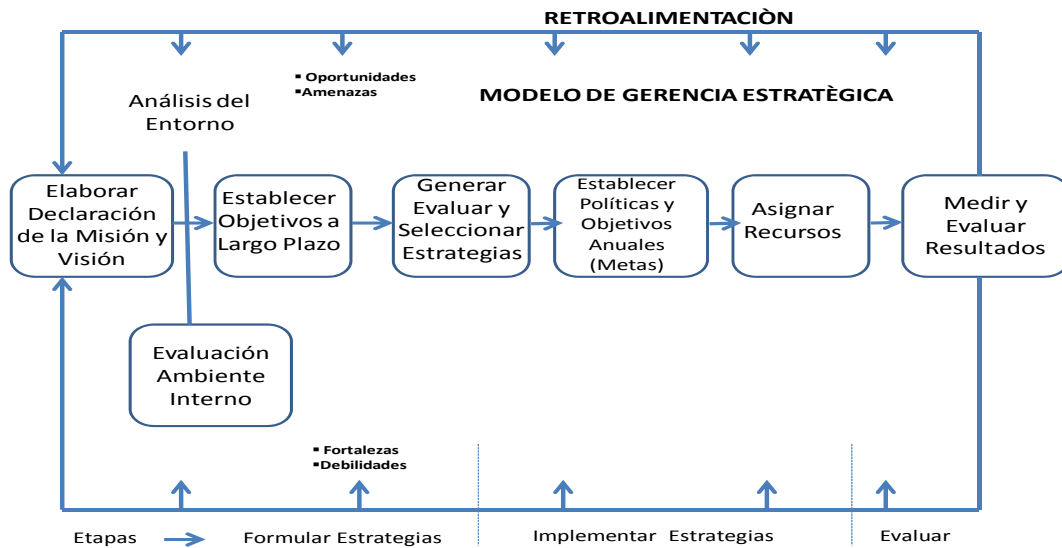 RETROALIMENTACIÒN
▪ Oportunidades
▪Amenazas
MODELO DE GERENCIA ESTRATÈGICA
Análisis del
Entorno
Elaborar
Declaración
de la Misión y
Visión
Establecer
Objetivos a
Largo Plazo
Generar
Evaluar y
Seleccionar
Estrategias
Establecer
Políticas y
Objetivos
Anuales
(Metas)
Asignar
Recursos
Medir y
Evaluar
Resultados
Evaluación
Ambiente
Interno
▪ Fortalezas
▪Debilidades
Etapas
Formular Estrategias
Implementar Estrategias
Evaluar